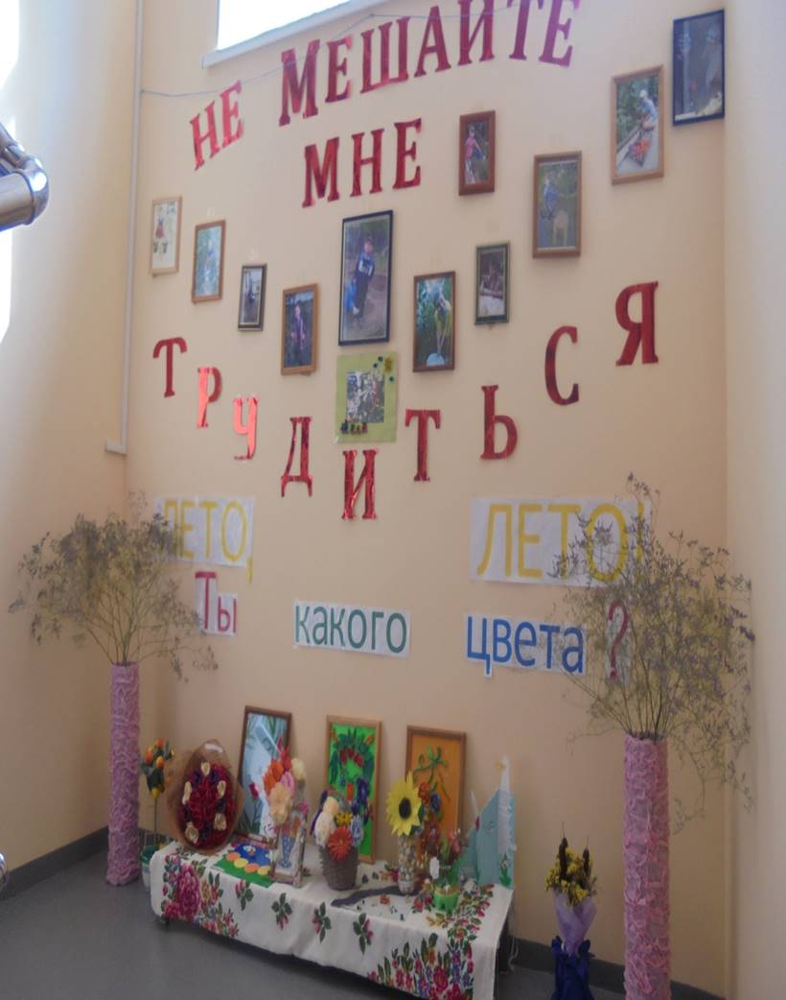 НЕ МЕШАЙТЕ
МНЕ
ТРУДИТЬСЯ
ЛЕТО, ЛЕТО!
Ты какого цвета?